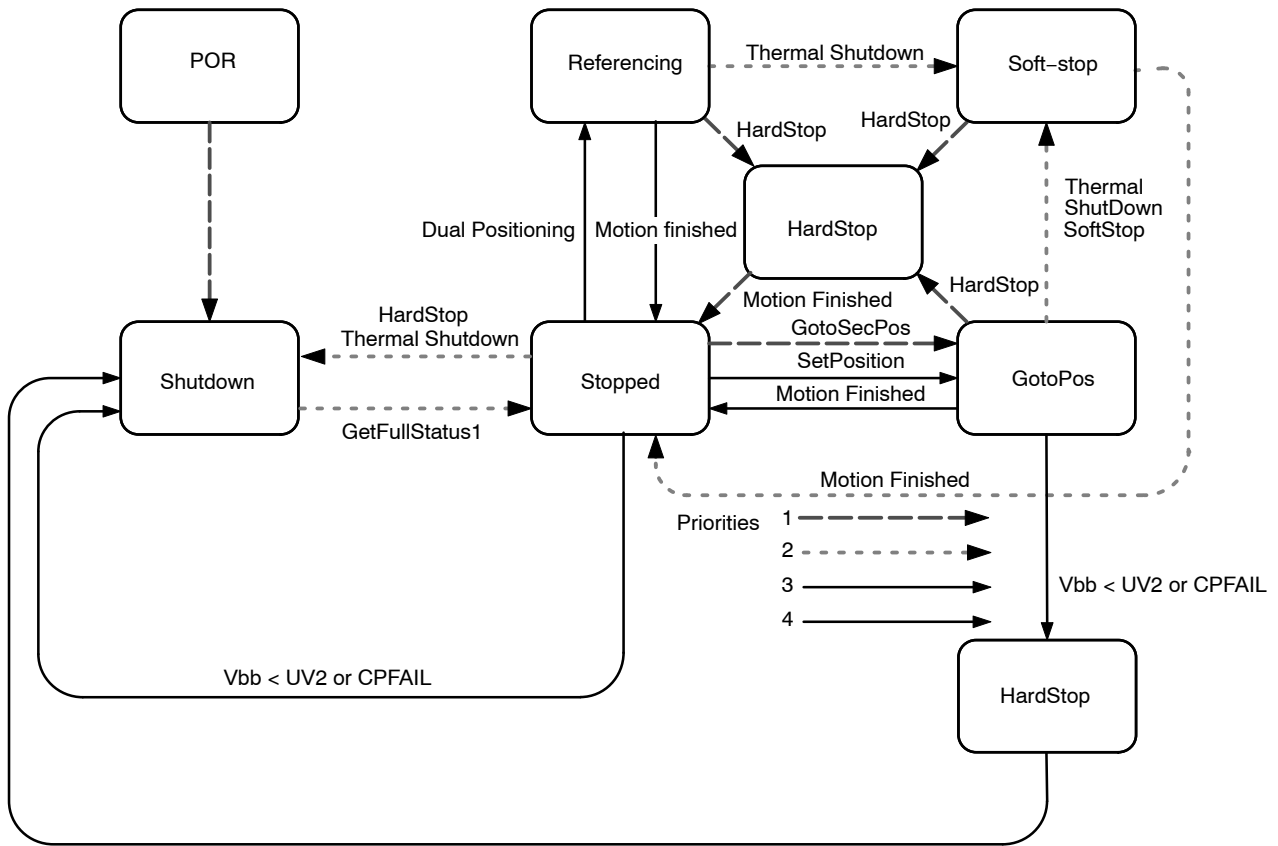 POR
Referencing
Thermal Shutdown
Soft−stop
HardStop
HardStop
Thermal
ShutDown
SoftStop
HardStop
Dual Positioning
Motion finished
HardStop
Motion Finished
HardStop
Thermal Shutdown
GotoSecPos
SetPosition
Motion Finished
Shutdown
Stopped
GotoPos
GetFullStatus1
Motion Finished
Priorities
1
2
3
4
Vbb < UV2 or CPFAIL
Vbb < UV2 or CPFAIL
HardStop